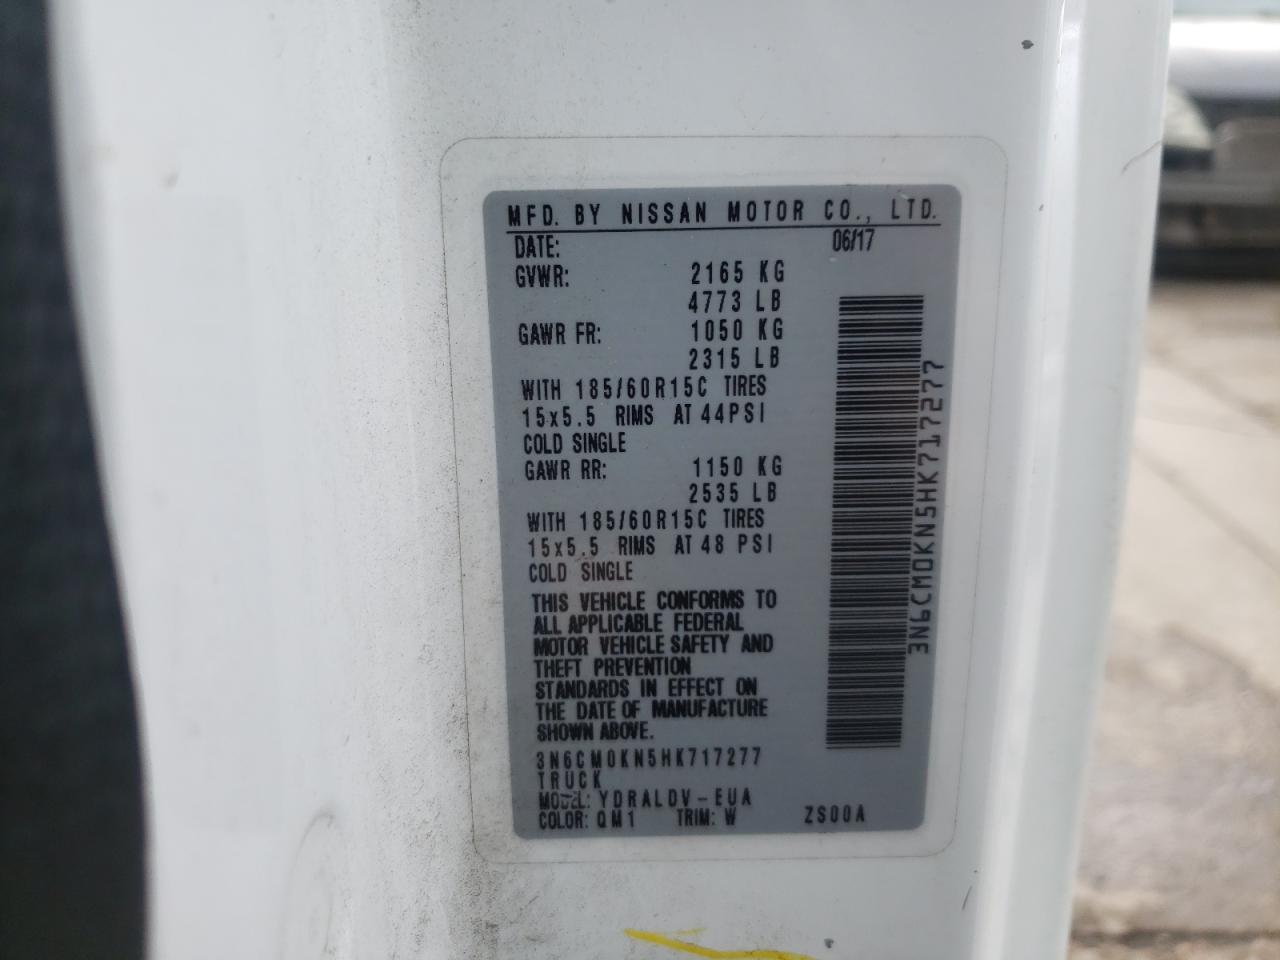 MFD. BY NISSAN MOTOR CO., LTD.
DATE: 06/17
GVWR: 2165 KG
4773 LB
GAWR FR: 1050 KG
2315 LB
WITH 185/60R15C TIRES
15x5.5 RIMS AT 44PSI
COLD SINGLE
GAWR RR: 1150 KG
2535 LB
WITH 185/60R15C TIRES
15x5.5 RIMS AT 48 PSI
COLD SINGLE
THIS VEHICLE CONFORMS TO
ALL APPLICABLE FEDERAL
MOTOR VEHICLE SAFETY AND
THEFT PREVENTION
STANDARDS IN EFFECT ON
THE DATE OF MANUFACTURE
SHOWN ABOVE.
3N6CM0KN5HK717277
TRUCK
MODEL: YDRALDV-EUA
COLOR: QM1 TRIM: W ZS00A
3N6CM0KN5HK717277